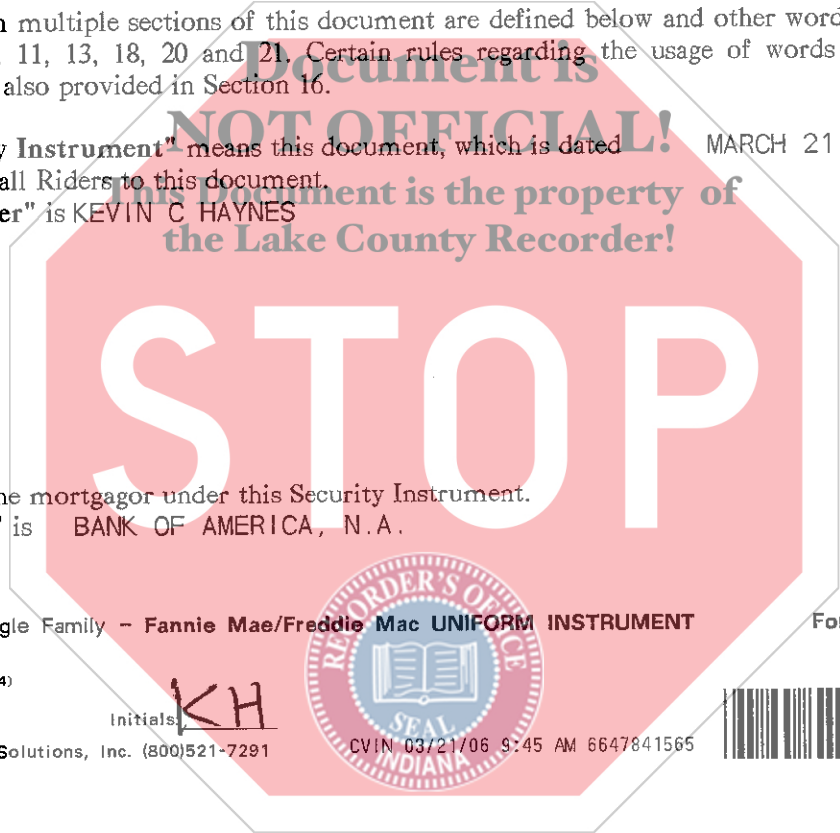 multiple sections of this document are defined below and other
11, 13, 18, 20 and 21. Certain rules regarding the usage of words
also provided in Section 16.
Document is
NOT OFFICIAL!
Instrument" means this document, which is dated MARCH 21
all Riders to this document.
This Document is the property of
is KEVIN C HAYNES
the Lake County Recorder!
STOP
mortgagor under this Security Instrument.
is BANK OF AMERICA, N.A.
RECORDER'S OFFICE
Family - Fannie Mae/Freddie Mac UNIFORM INSTRUMENT
KH
Initials:
SEAL
Solutions, Inc. (800)521-7291
CVIN 03/21/06 9:45 AM 6647841565
INDIANA